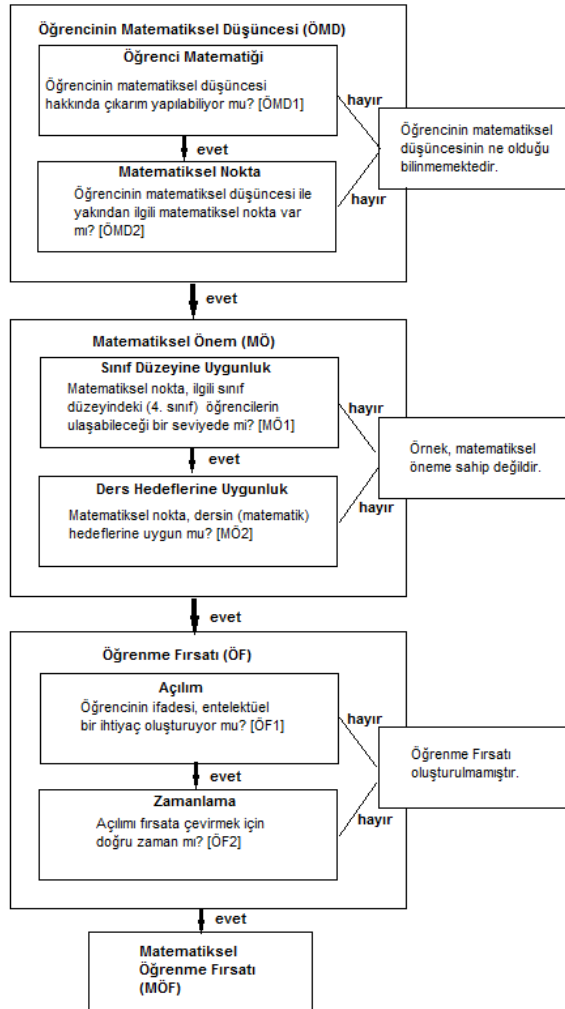 Öğrencinin Matematiksel Düşüncesi (ÖMD)
Öğrenci Matematiği
Öğrencinin matematiksel düşüncesi
hakkında çıkarım yapılabiliyor mu? [ÖMD1]
hayır
evet
Öğrencinin matematiksel
düşüncesinin ne olduğu
bilinmemektedir.
Matematiksel Nokta
Öğrencinin matematiksel düşüncesi ile
yakından ilgili matematiksel nokta var
mı? [ÖMD2]
hayır
evet
Matematiksel Önem (MÖ)
Sınıf Düzeyine Uygunluk
Matematiksel nokta, ilgili sınıf
düzeyindeki (4. sınıf) öğrencilerin
ulaşabileceği bir seviyede mi? [MÖ1]
hayır
evet
Örnek, matematiksel
öneme sahip değildir.
Ders Hedeflerine Uygunluk
Matematiksel nokta, dersin (matematik)
hedeflerine uygun mu? [MÖ2]
hayır
evet
Öğrenme Fırsatı (ÖF)
Açılım
Öğrencinin ifadesi, entelektüel
bir ihtiyaç oluşturuyor mu? [ÖF1]
hayır
evet
Öğrenme Fırsatı
oluşturulmamıştır.
Zamanlama
Açılımı fırsata çevirmek için
doğru zaman mı? [ÖF2]
hayır
evet
Matematiksel
Öğrenme Fırsatı
(MÖF)